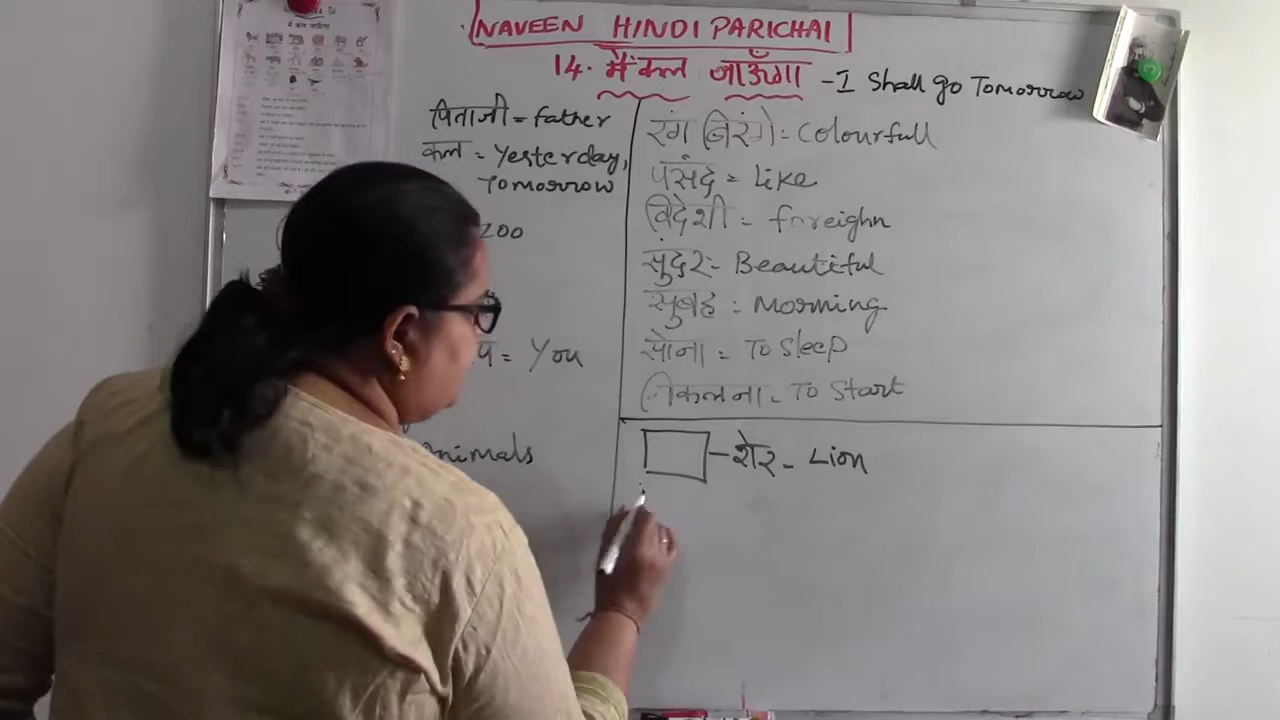 NAVEEN HINDI PARICHAI
14. मैं कल जाऊँगा - I Shall go Tomorrow
पिताजी = father
कल = Yesterday,
Tomorrow
Zoo
= You
Animals
रंग बिरंगे = Colourfull
पसंद = Like
विदेशी = foreighn
सुंदर = Beautiful
सुबह = Morning
सोना = To Sleep
निकलना = To Start
- शेर - Lion